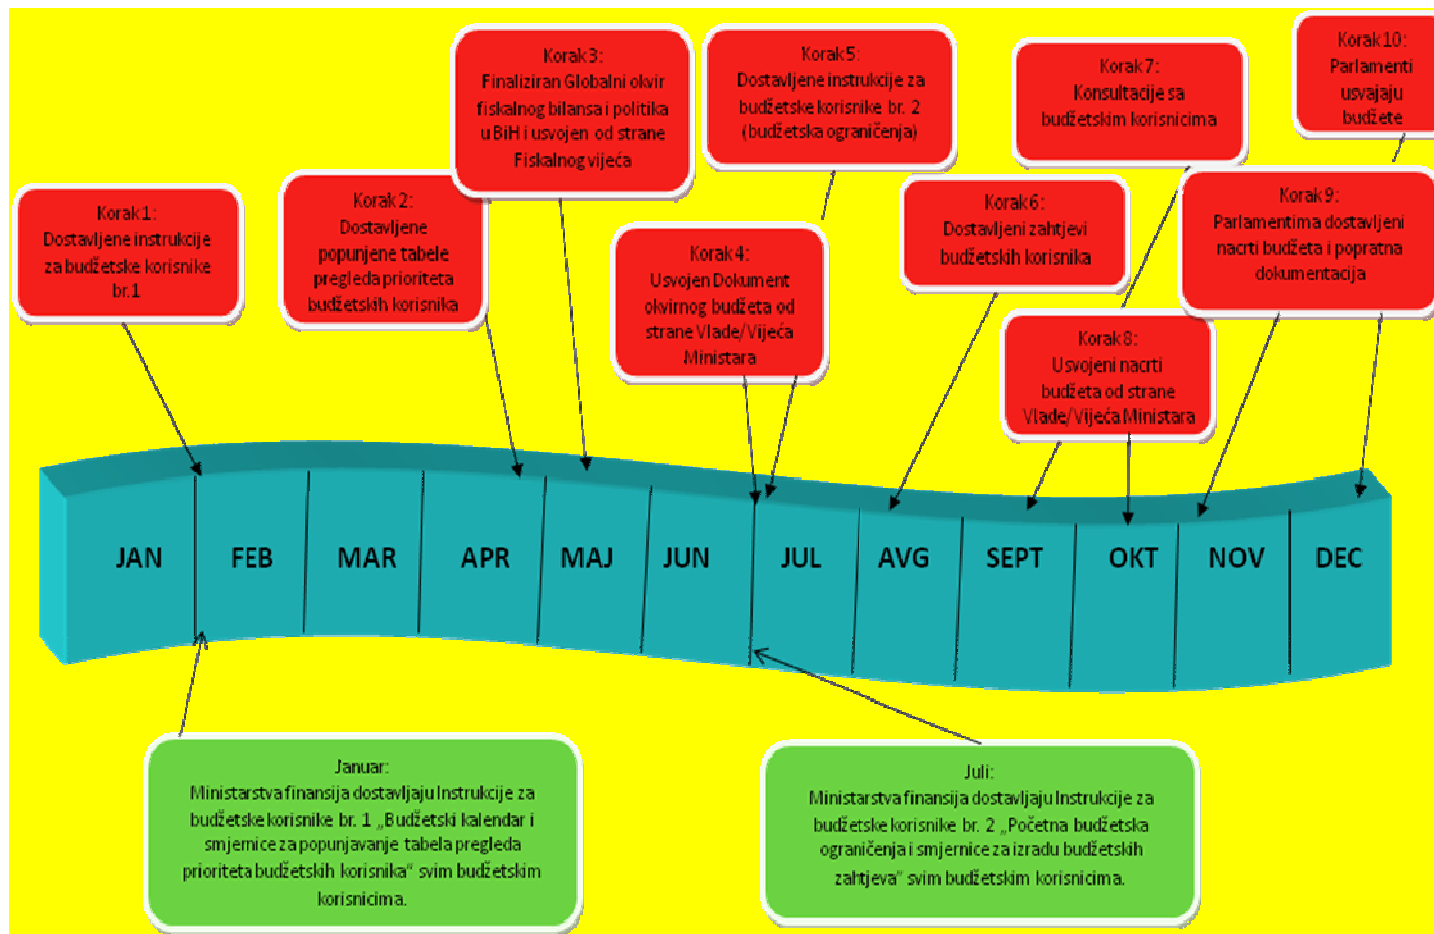 Korak 1:
Dostavljene instrukcije
za budžetske korisnike
br.1
Korak 2:
Dostavljene
popunjene tabele
pregleda prioriteta
budžetskih korisnika
Korak 3:
Finaliziran Globalni okvir
fiskalnog bilansa i politika
u BiH i usvojen od strane
Fiskalnog vijeća
Korak 4:
Usvojen Dokument
okvirnog budžeta od
strane Vlade/Vijeća
Ministara
Korak 5:
Dostavljene instrukcije za
budžetske korisnike br. 2
(budžetska ograničenja)
Korak 6:
Dostavljeni zahtjevi
budžetskih korisnika
Korak 7:
Konsultacije sa
budžetskim korisnicima
Korak 8:
Usvojeni nacrti
budžeta od strane
Vlade/Vijeća Ministara
Korak 9:
Parlamentima dostavljeni
nacrti budžeta i popratna
dokumentacija
Korak 10:
Parlamenti
usvajaju
budžete
JAN FEB MAR APR MAJ JUN JUL AVG SEPT OKT NOV DEC
Januar:
Ministarstva finansija dostavljaju Instrukcije za
budžetske korisnike br. 1 „Budžetski kalendar i
smjernice za popunjavanje tabela pregleda
prioriteta budžetskih korisnika“ svim budžetskim
korisnicima.
Juli:
Ministarstva finansija dostavljaju Instrukcije za
budžetske korisnike br. 2 „Početna budžetska
ograničenja i smjernice za izradu budžetskih
zahtjeva“ svim budžetskim korisnicima.